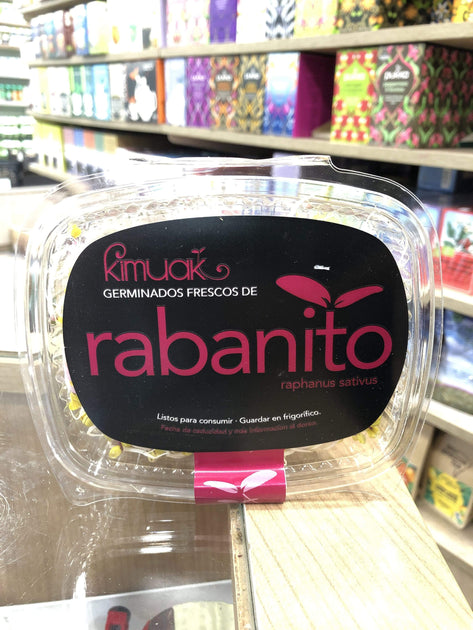 kimuak
GERMINADOS FRESCOS DE
rabanito
raphanus sativus
Listos para consumir · Guardar en frigorífico.
Fecha de caducidad y más información al dorso.
pukka